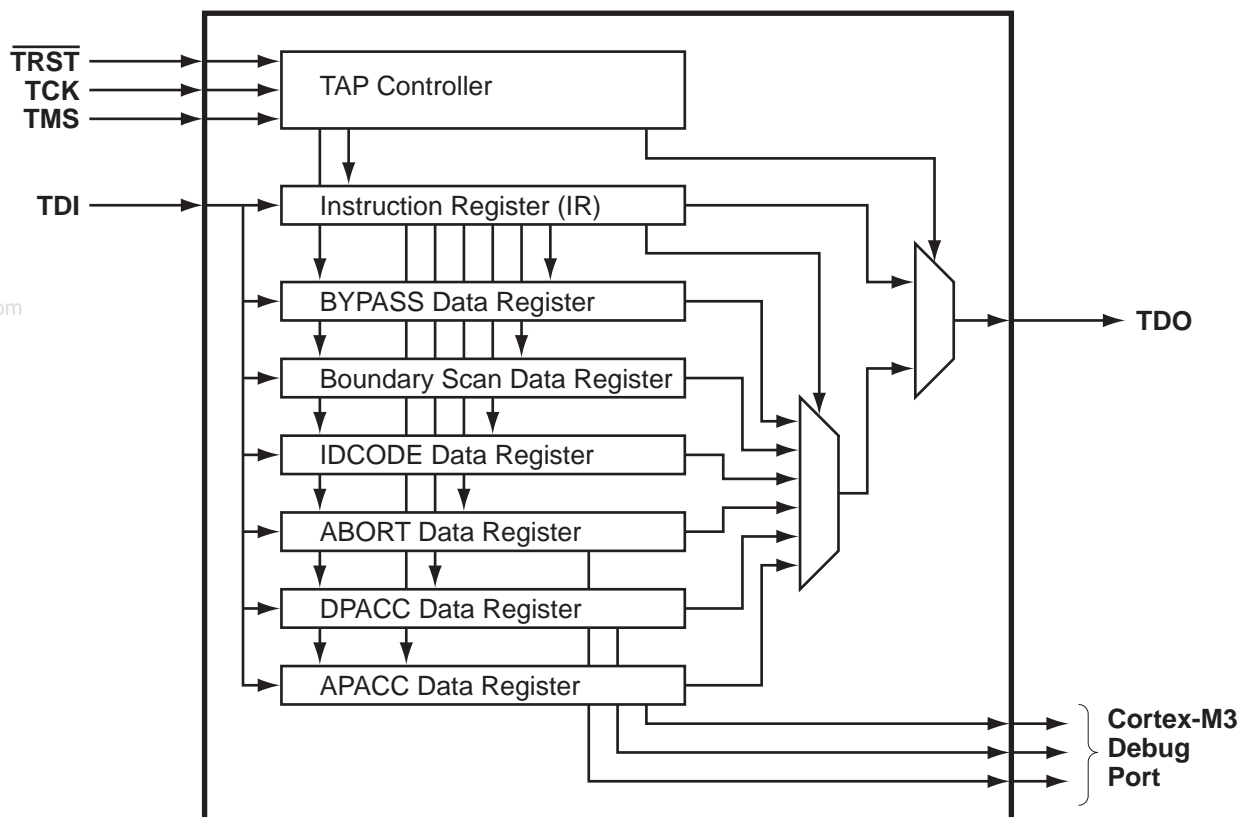 TRST
TCK
TMS
TAP Controller
TDI
Instruction Register (IR)
BYPASS Data Register
om
TDO
Boundary Scan Data Register
IDCODE Data Register
ABORT Data Register
DPACC Data Register
APACC Data Register
Cortex-M3
Debug
Port